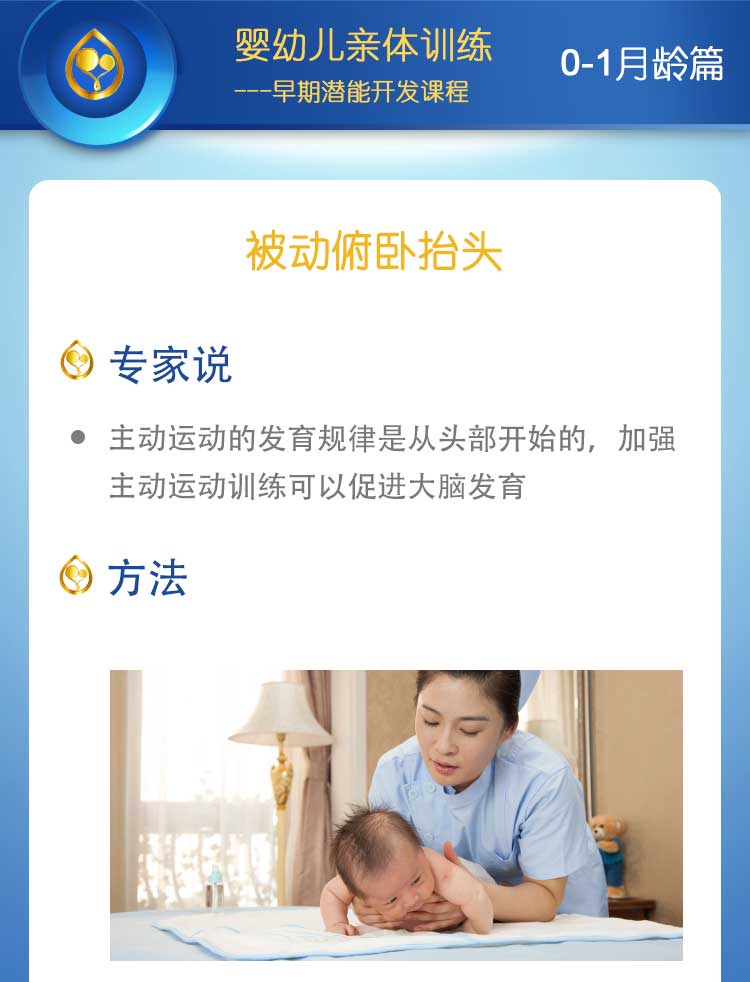 婴幼儿亲体训练
---早期潜能开发课程
0-1月龄篇
被动俯卧抬头
专家说
主动运动的发育规律是从头部开始的，加强
主动运动训练可以促进大脑发育
方法